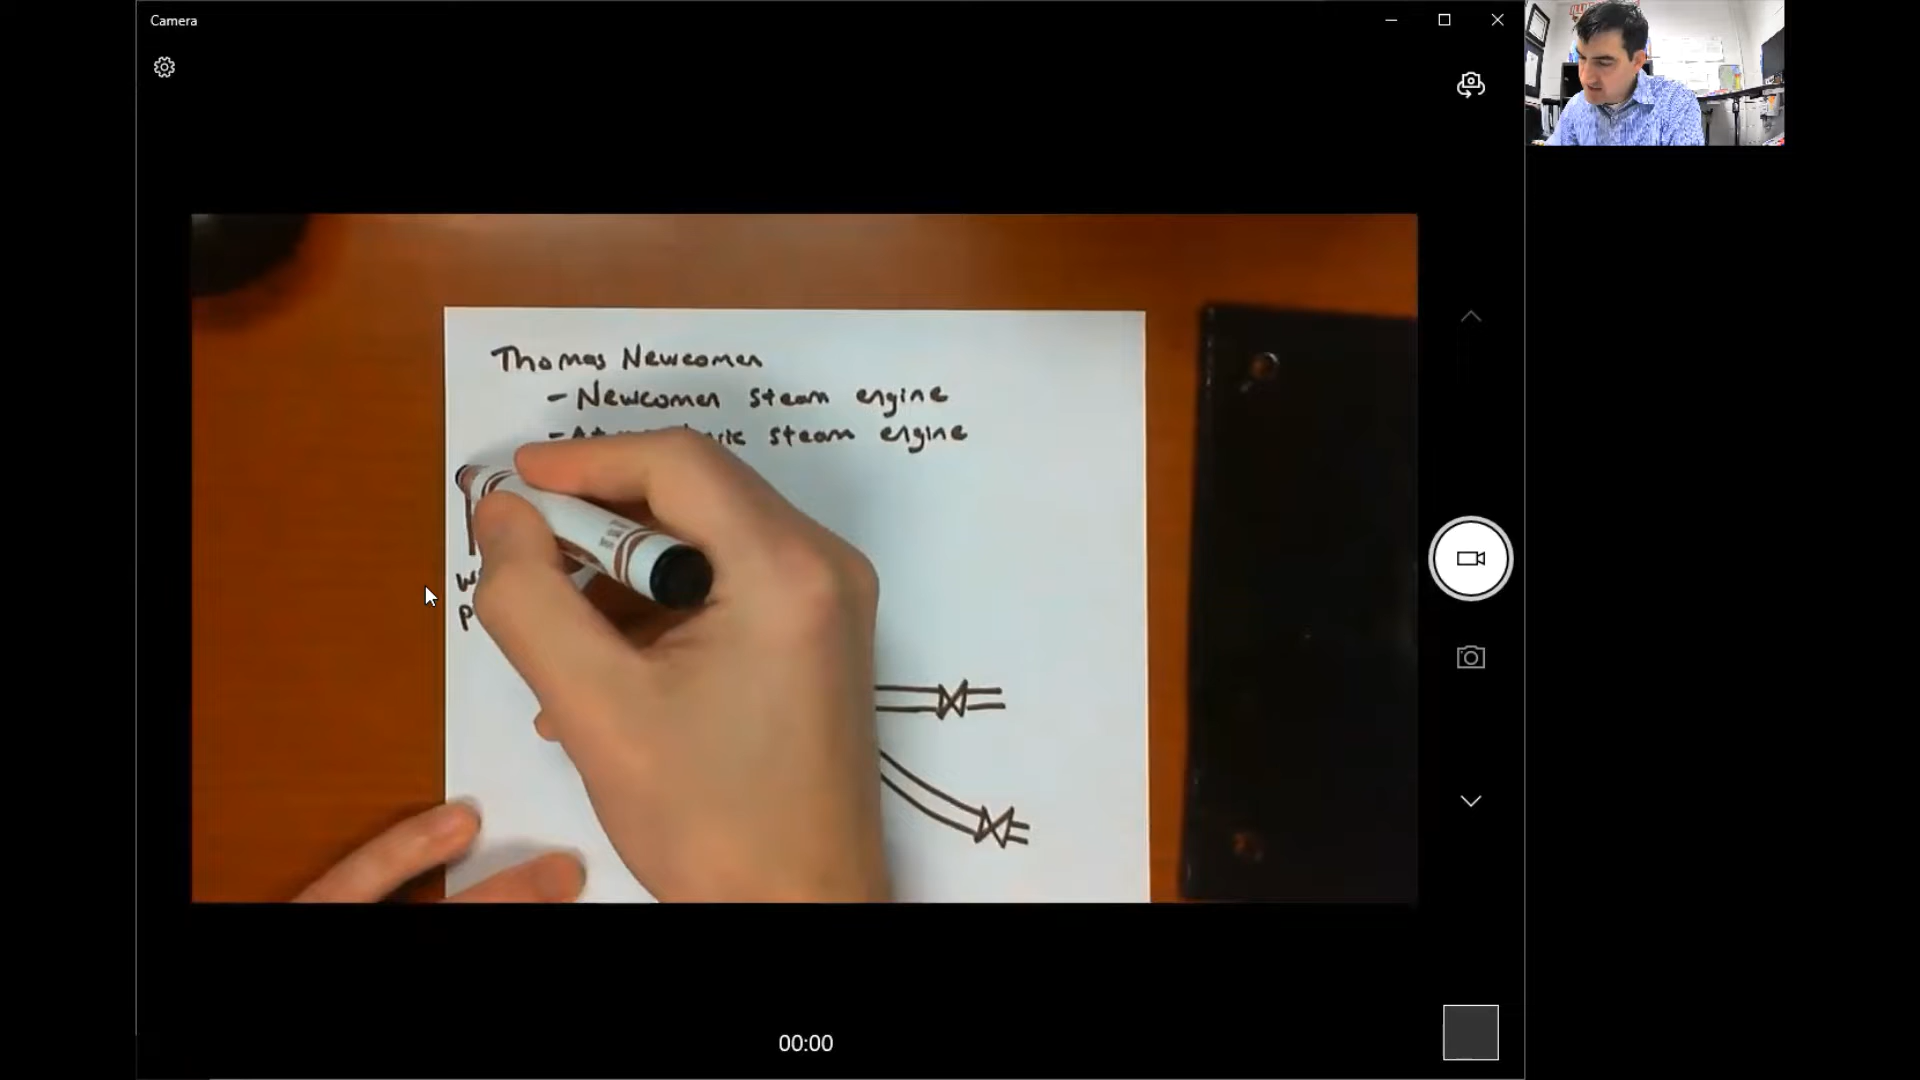 Camera
Thomas Newcomen
- Newcomen steam engine
- steam engine
00:00